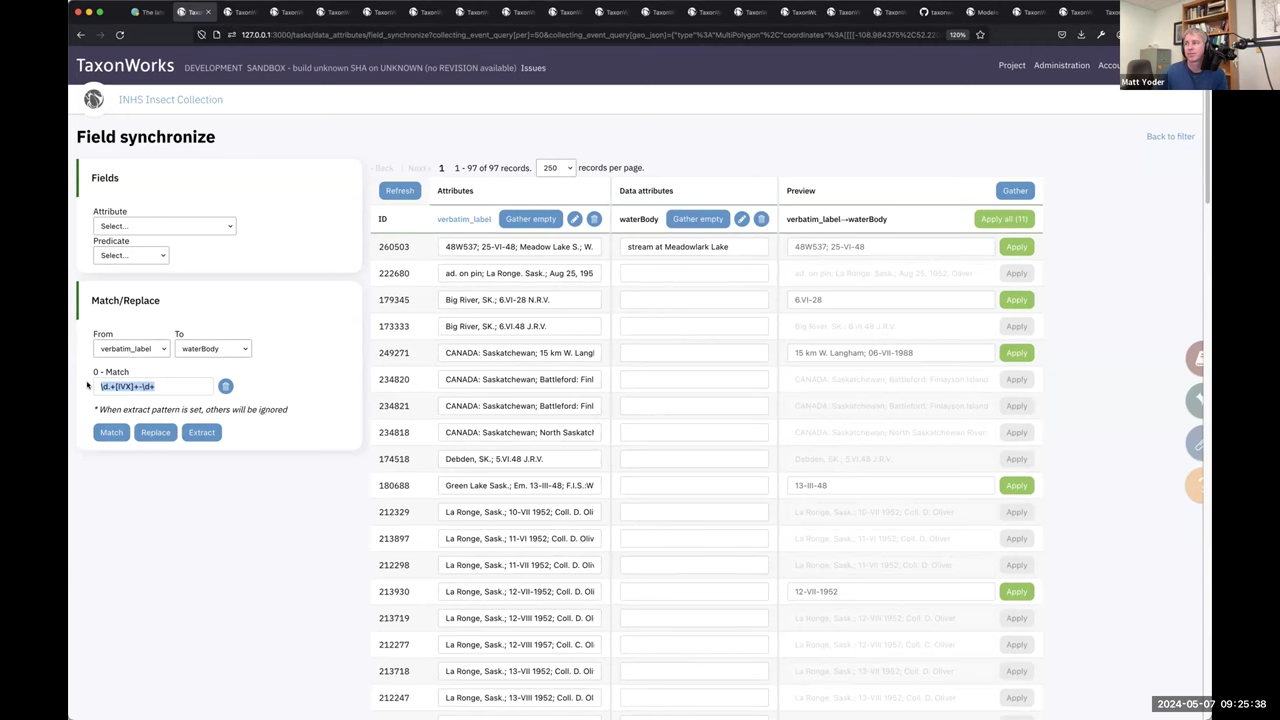 The lat
TaxonW
127.0.0.1:3000/tasks/data_attributes/field_synchronize?collecting_event_query[per]=50&collecting_event_query[geo_json]={"type"%3A"MultiPolygon"%2C"coordinates"%3A[[[[-108.984375%2C52.220
120%
Matt Yoder
TaxonWorks DEVELOPMENT SANDBOX - build unknown SHA on UNKNOWN (no REVISION available) Issues Project Administration Accou
INHS Insect Collection
Field synchronize Back to filter
Fields
Attribute
Select...
Predicate
Select...
Match/Replace
From To
verbatim_label waterBody
0 - Match
\d.+[IVX]+-\d+
* When extract pattern is set, others will be ignored
Match Replace Extract
Back Next 1 1 - 97 of 97 records. 250 records per page.
Refresh Attributes Data attributes Preview Gather
ID verbatim_label Gather empty waterBody Gather empty verbatim_label→waterBody Apply all (11)
260503 48W537; 25-VI-48; Meadow Lake S.; W. stream at Meadowlark Lake 48W537; 25-VI-48 Apply
222680 ad. on pin; La Ronge. Sask.; Aug 25, 195 ad. on pin; La Ronge. Sask.; Aug 25, 1952, Oliver Apply
179345 Big River, SK.; 6.VI-28 N.R.V. 6.VI-28 Apply
173333 Big River, SK.; 6.VI.48 J.R.V. Big River, SK.; 6.VI.48 J.R.V. Apply
249271 CANADA: Saskatchewan; 15 km W. Langl 15 km W. Langham; 06-VII-1988 Apply
234820 CANADA: Saskatchewan; Battleford: Finl CANADA: Saskatchewan; Battleford: Finlayson Island Apply
234821 CANADA: Saskatchewan; Battleford: Finl CANADA: Saskatchewan; Battleford: Finlayson Island Apply
234818 CANADA: Saskatchewan; North Saskatcl CANADA: Saskatchewan; North Saskatchewan River: Apply
174518 Debden, SK.; 5.VI.48 J.R.V. Debden, SK.; 5.VI.48 J.R.V. Apply
180688 Green Lake Sask.; Em. 13-III-48; F.I.S.:W 13-III-48 Apply
212329 La Ronge, Sask.; 10-VII 1952; Coll. D. Oli La Ronge, Sask.; 10-VII 1952; Coll. D. Oliver Apply
213897 La Ronge, Sask.; 11-VI 1952; Coll. D. Oliv La Ronge, Sask.; 11-VI 1952; Coll. D. Oliver Apply
212298 La Ronge, Sask.; 11-VII 1952; Coll. D. Oli La Ronge, Sask.; 11-VII 1952; Coll. D. Oliver Apply
213930 La Ronge, Sask.; 12-VII-1952; Coll. D. Oli 12-VII-1952 Apply
213719 La Ronge, Sask.; 12-VIII 1952; Coll. D. Ol La Ronge, Sask.; 12-VIII 1952; Coll. D. Oliver Apply
212277 La Ronge, Sask.; 12-VIII 1957; Coll. C. Ol La Ronge, Sask.; 12-VIII 1957; Coll. C. Oliver Apply
213718 La Ronge, Sask.; 13-VII 1952; Coll. D. Oli La Ronge, Sask.; 13-VII 1952; Coll. D. Oliver Apply
212247 La Ronge, Sask.; 13-VIII 1952; Coll. D. Ol La Ronge, Sask.; 13-VIII 1952; Coll. D. Oliver Apply
2024-05-07 09:25:38